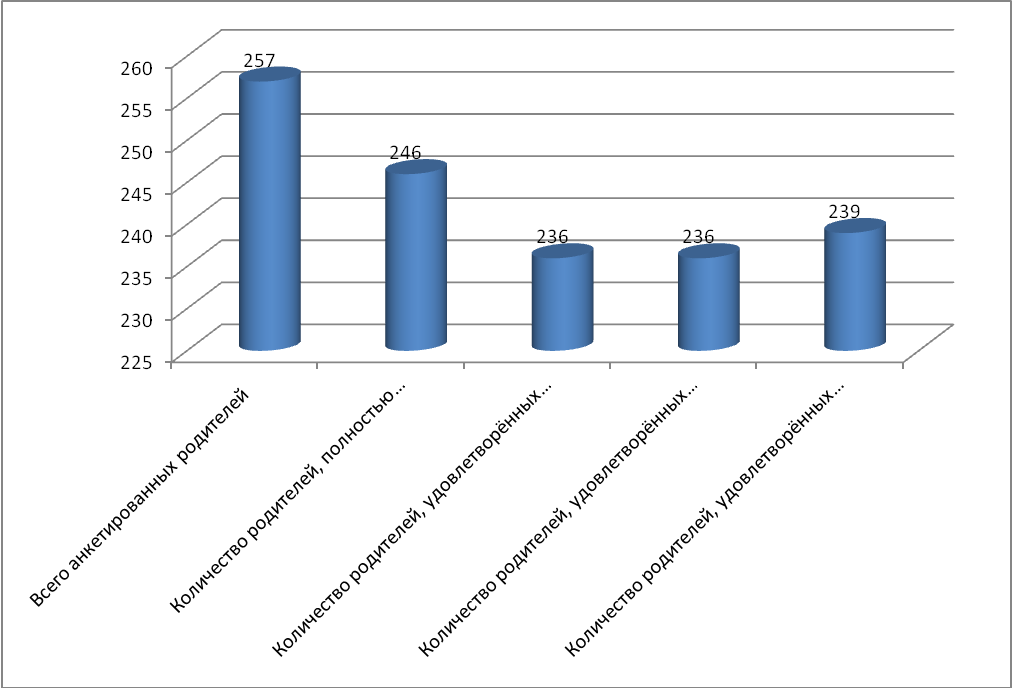 257
246
236
236
239
260
255
250
245
240
235
230
225
Всего анкетированных родителей
Количество родителей, полностью...
Количество родителей, удовлетворённых...
Количество родителей, удовлетворённых...
Количество родителей, удовлетворённых...